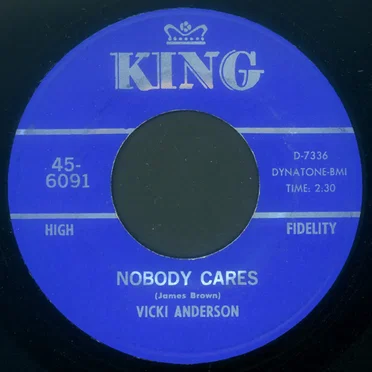 KING
45-
6091
D-7336
DYNATONE-BMI
TIME: 2:30
HIGH
FIDELITY
NOBODY CARES
(James Brown)
VICKI ANDERSON